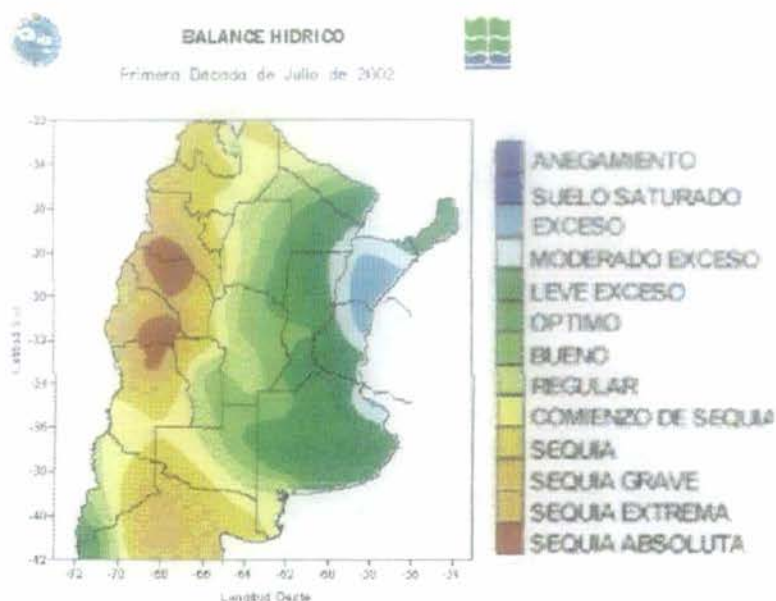 BALANCE HIDRICO
Primera Década de Julio de 2002
-24
-30
-34
-36
-40
-42
-72
-70
-68
-66
-64
-62
-60
-58
-56
-54
Longitud Oeste
ANEGAMIENTO
SUELO SATURADO
EXCESO
MODERADO EXCESO
LEVE EXCESO
OPTIMO
BUENO
REGULAR
COMIENZO DE SEQUIA
SEQUIA
SEQUIA GRAVE
SEQUIA EXTREMA
SEQUIA ABSOLUTA